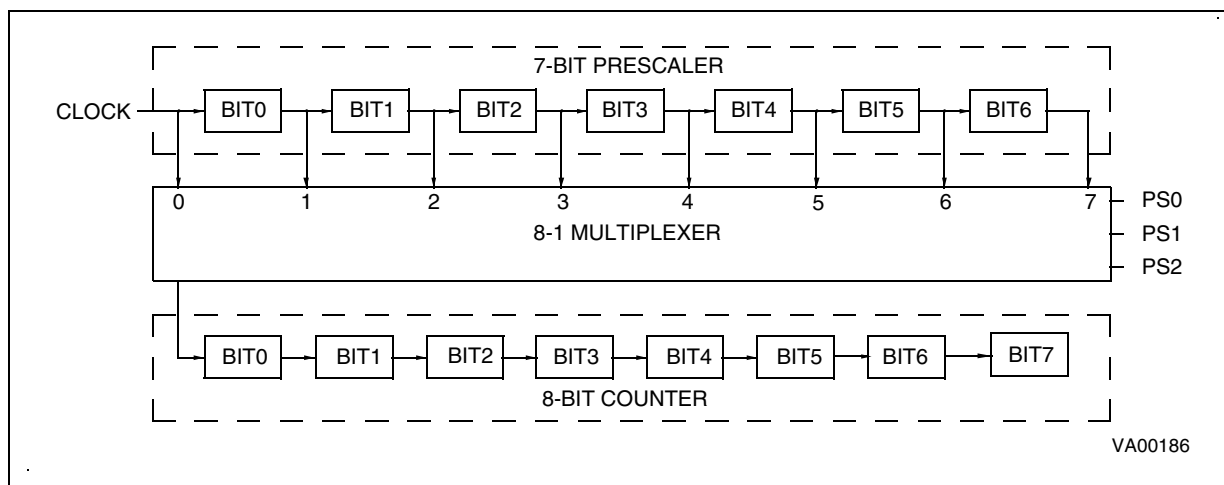 7-BIT PRESCALER
CLOCK BIT0 BIT1 BIT2 BIT3 BIT4 BIT5 BIT6
0 1 2 3 4 5 6 7 PS0
8-1 MULTIPLEXER PS1
PS2
BIT0 BIT1 BIT2 BIT3 BIT4 BIT5 BIT6 BIT7
8-BIT COUNTER
VA00186